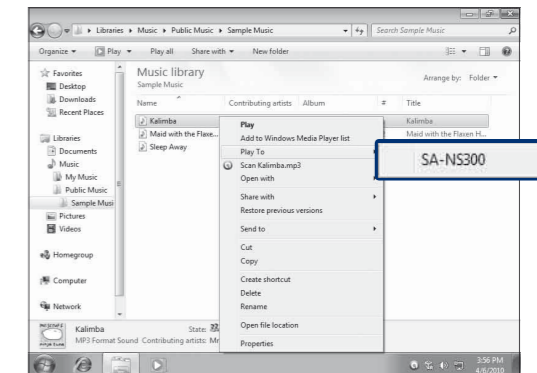 Libraries ▸ Music ▸ Public Music ▸ Sample Music
Search Sample Music
Organize Play Play all Share with New folder
Favorites
Desktop
Downloads
Recent Places
Libraries
Documents
Music
My Music
Public Music
Sample Musi
Pictures
Videos
Homegroup
Computer
Network
Music library
Sample Music
Arrange by: Folder
Name Contributing artists Album # Title
Kalimba
Kalimba
Maid with the Flaxe...
Maid with the Flaxen H...
Sleep Away
Play
Add to Windows Media Player list
Play To
Scan Kalimba.mp3
Open with
Share with
Restore previous versions
Send to
Cut
Copy
Create shortcut
Delete
Rename
Open file location
Properties
SA-NS300
Kalimba State:
MP3 Format Sound Contributing artists: Mr
3:56 PM
4/6/2010